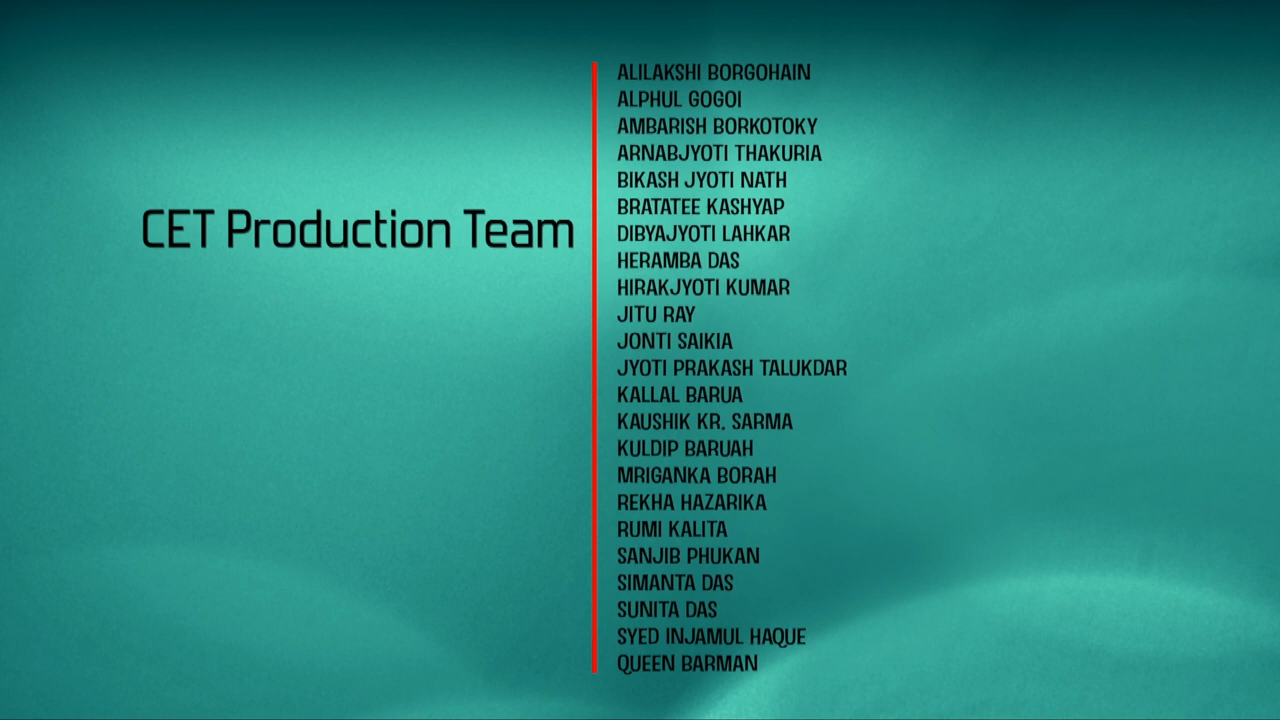 CET Production Team
ALILAKSHI BORGOHAIN
ALPHUL GOGOI
AMBARISH BORKOTOKY
ARNABJYOTI THAKURIA
BIKASH JYOTI NATH
BRATATEE KASHYAP
DIBYAJYOTI LAHKAR
HERAMBA DAS
HIRAKJYOTI KUMAR
JITU RAY
JONTI SAIKIA
JYOTI PRAKASH TALUKDAR
KALLAL BARUA
KAUSHIK KR. SARMA
KULDIP BARUAH
MRIGANKA BORAH
REKHA HAZARIKA
RUMI KALITA
SANJIB PHUKAN
SIMANTA DAS
SUNITA DAS
SYED INJAMUL HAQUE
QUEEN BARMAN